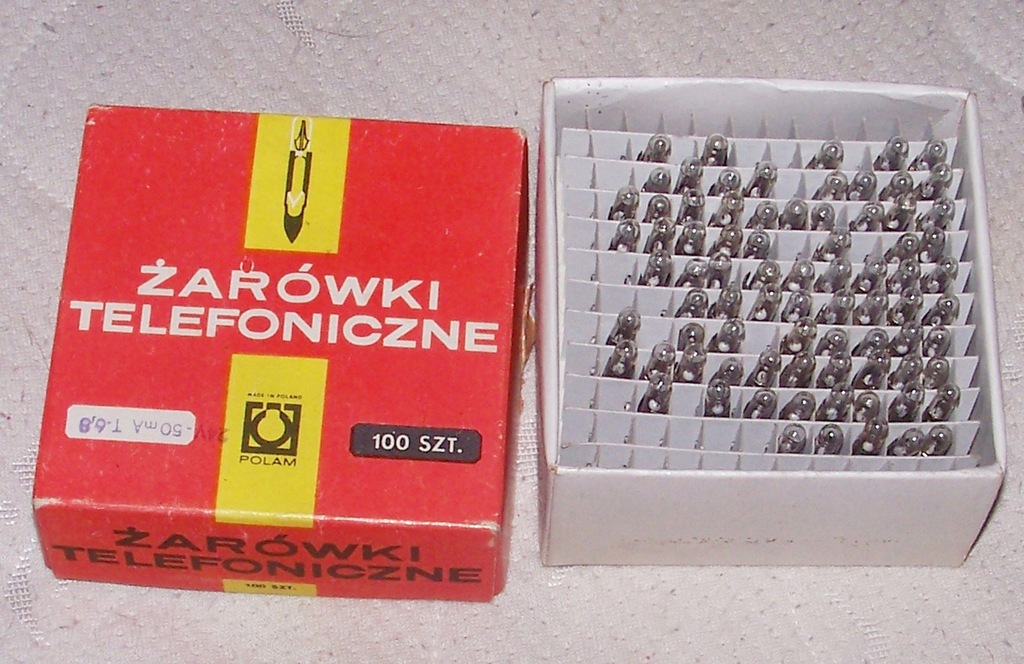 ŻARÓWKI
TELEFONICZNE
MADE IN POLAND
POLAM
24V - 50mA T-6,8
100 SZT.
ŻARÓWKI
TELEFONICZNE
100 SZT.